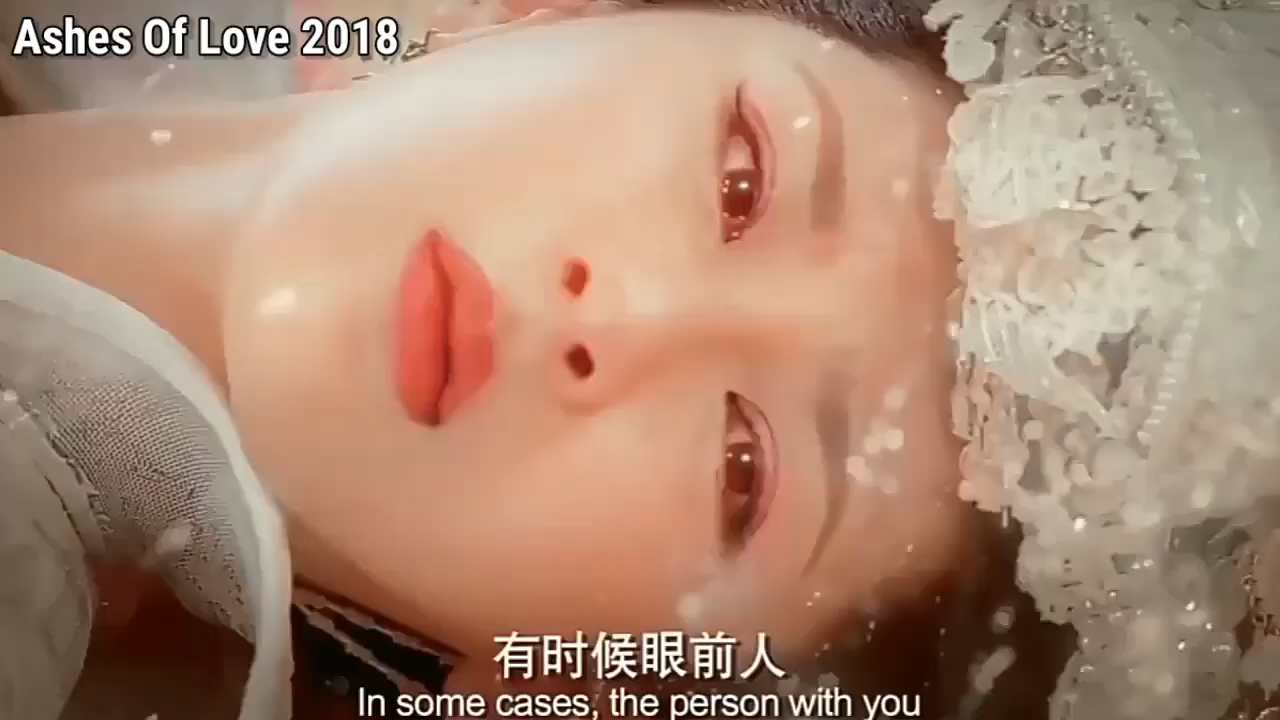 Ashes Of Love 2018
有时候眼前人
In some cases, the person with you